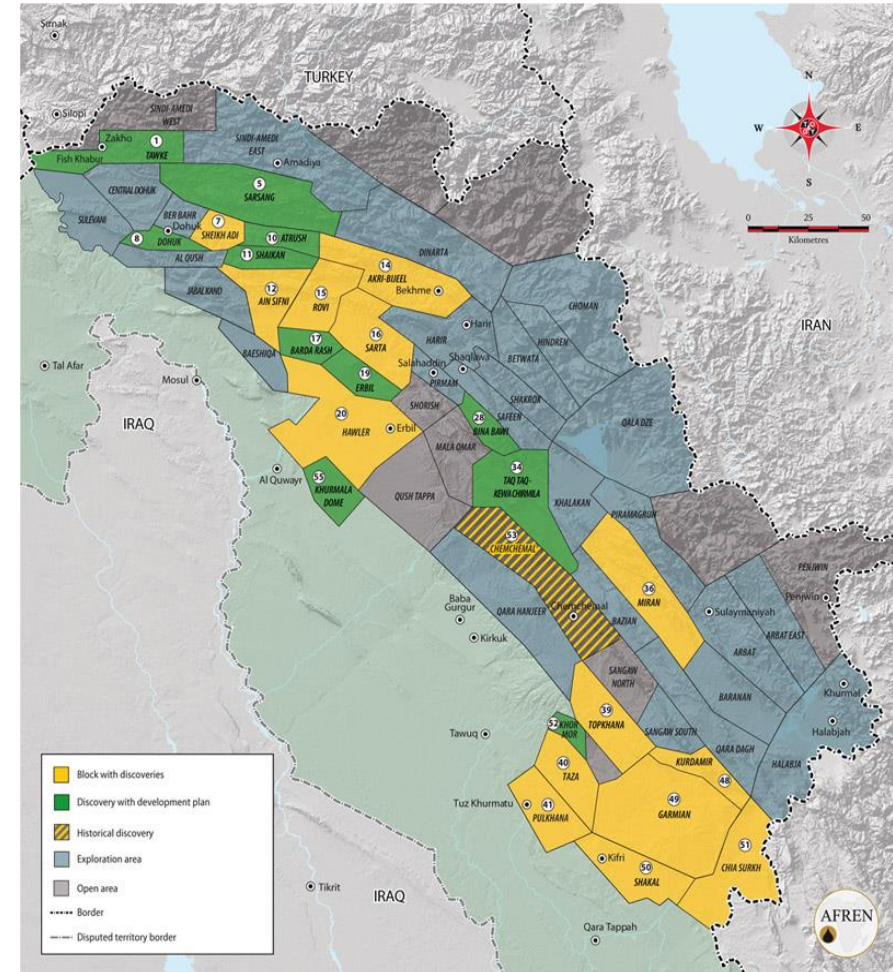 Şirnak
TURKEY
Silopi
SINDI-AMEDI
WEST
SINDI-AMEDI
EAST
Zakho
1
TAWKE
Fish Khabur
Amadiya
N
W
E
S
CENTRAL DOHUK
5
SARSANG
SULEVANI
BER BAHR
Dohuk
7
SHEIKH ADI
8
DOHUK
10
ATRUSH
11
SHAIKAN
AL QUSH
DINARTA
0
25
50
Kilometres
14
AKRI-BIJEEL
Bekhme
JABAL KAND
12
AIN SIFNI
15
ROVI
CHOMAN
IRAN
16
SARTA
Harir
HARIR
HINDREN
BETWATA
17
BARDA RASH
BAESHIQA
Tal Afar
Mosul
Salahaddin
Shaqlawa
PIRMAM
19
ERBIL
SHAKROK
SAFEEN
SHORISH
28
BINA BAWI
QALA DZE
IRAQ
20
HAWLER
Erbil
MALA OMAR
Al Quwayr
55
KHURMALA
DOME
34
TAQ TAQ-
KEWACHIRMILA
QUSH TAPPA
KHALAKAN
PIRAMAGRUN
53
CHEMCHEMAL
PENJWIN
Penjwin
36
MIRAN
Baba
Gurgur
QARA HANJEER
Chemchemal
BAZIAN
Sulaymaniyah
ARBAT EAST
ARBAT
Kirkuk
SANGAW
NORTH
BARANAN
Khurmal
39
TOPKHANA
Halabjah
52
KHOR
MOR
Tawuq
SANGAW SOUTH
QARA DAGH
HALABJA
KURDAMIR
48
40
TAZA
49
GARMIAN
Tuz Khurmatu
41
PULKHANA
51
CHIA SURKH
Kifri
50
SHAKAL
Tikrit
IRAQ
Qara Tappah
Block with discoveries
Discovery with development plan
Historical discovery
Exploration area
Open area
Border
Disputed territory border
AFREN